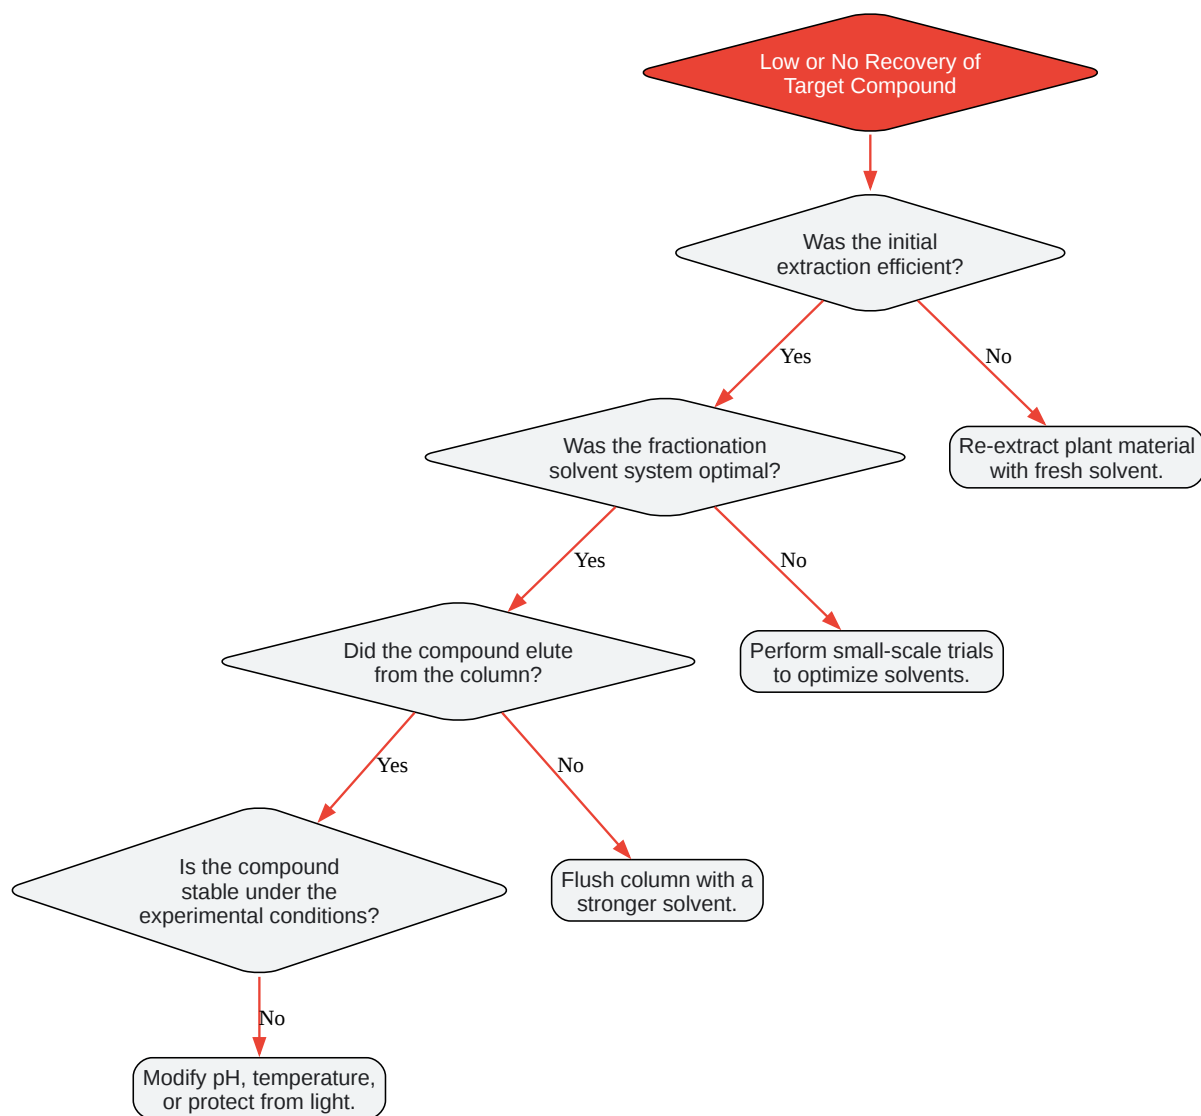 Low or No Recovery of
Target Compound
Was the initial
extraction efficient?
Yes
No
Was the fractionation
solvent system optimal?
Re-extract plant material
with fresh solvent.
Yes
No
Did the compound elute
from the column?
Perform small-scale trials
to optimize solvents.
Yes
No
Is the compound
stable under the
experimental conditions?
Flush column with a
stronger solvent.
No
Modify pH, temperature,
or protect from light.